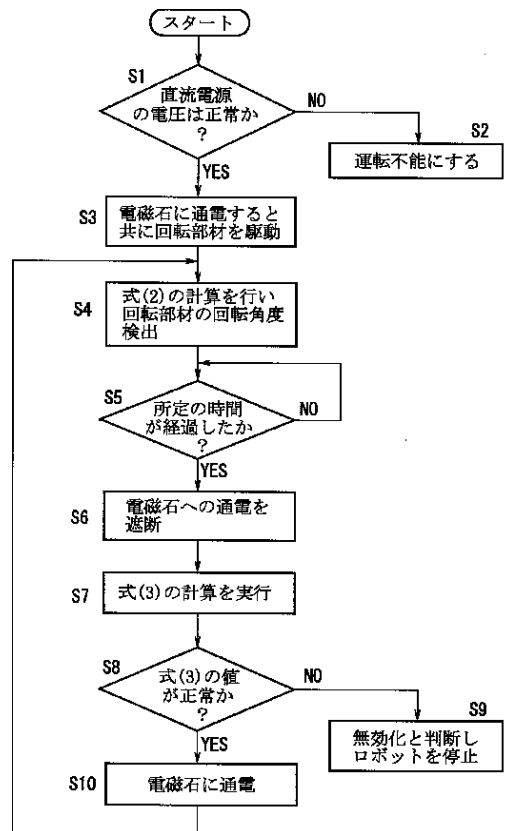 スタート
S1
直流電源
の電圧は正常か
?
NO
S2
運転不能にする
YES
S3
電磁石に通電すると
共に回転部材を駆動
S4
式(2)の計算を行い
回転部材の回転角度
検出
S5
所定の時間
が経過したか
?
NO
YES
S6
電磁石への通電を
遮断
S7
式(3)の計算を実行
S8
式(3)の値
が正常か
?
NO
S9
無効化と判断し
ロボットを停止
YES
S10
電磁石に通電